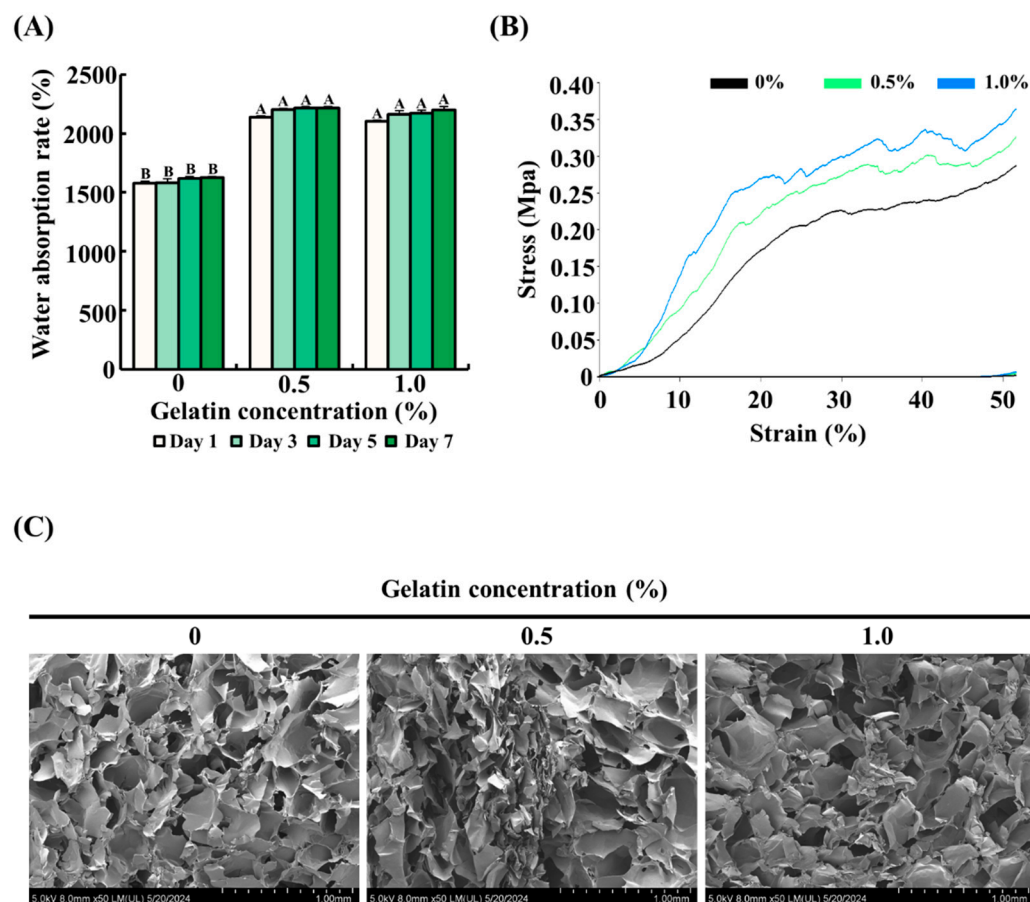 (A)
Water absorption rate (%)
2500
2000
1500
1000
500
0
B B B B
A A A A
A A A A
0 0.5 1.0
Gelatin concentration (%)
Day 1 Day 3 Day 5 Day 7
(B)
0% 0.5% 1.0%
Stress (Mpa)
0.40
0.35
0.30
0.25
0.20
0.15
0.10
0.05
0
0 10 20 30 40 50
Strain (%)
(C)
Gelatin concentration (%)
0 0.5 1.0
5.0kV 8.0mm x50 LM(UL) 5/20/2024 1.00mm
5.0kV 8.0mm x50 LM(UL) 5/20/2024 1.00mm
5.0kV 8.0mm x50 LM(UL) 5/20/2024 1.00mm